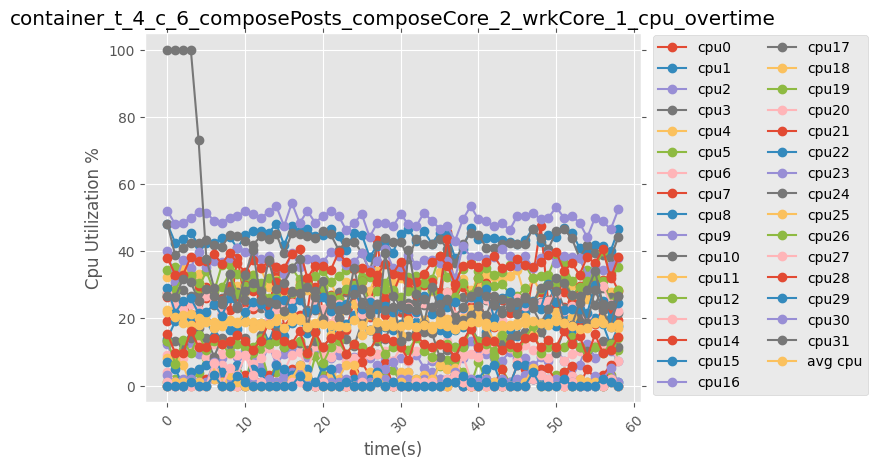 container_t_4_c_6_composePosts_composeCore_2_wrkCore_1_cpu_overtime
Cpu Utilization %
100
80
60
40
20
0
0
10
20
30
40
50
60
time(s)
cpu0
cpu1
cpu2
cpu3
cpu4
cpu5
cpu6
cpu7
cpu8
cpu9
cpu10
cpu11
cpu12
cpu13
cpu14
cpu15
cpu16
cpu17
cpu18
cpu19
cpu20
cpu21
cpu22
cpu23
cpu24
cpu25
cpu26
cpu27
cpu28
cpu29
cpu30
cpu31
avg cpu